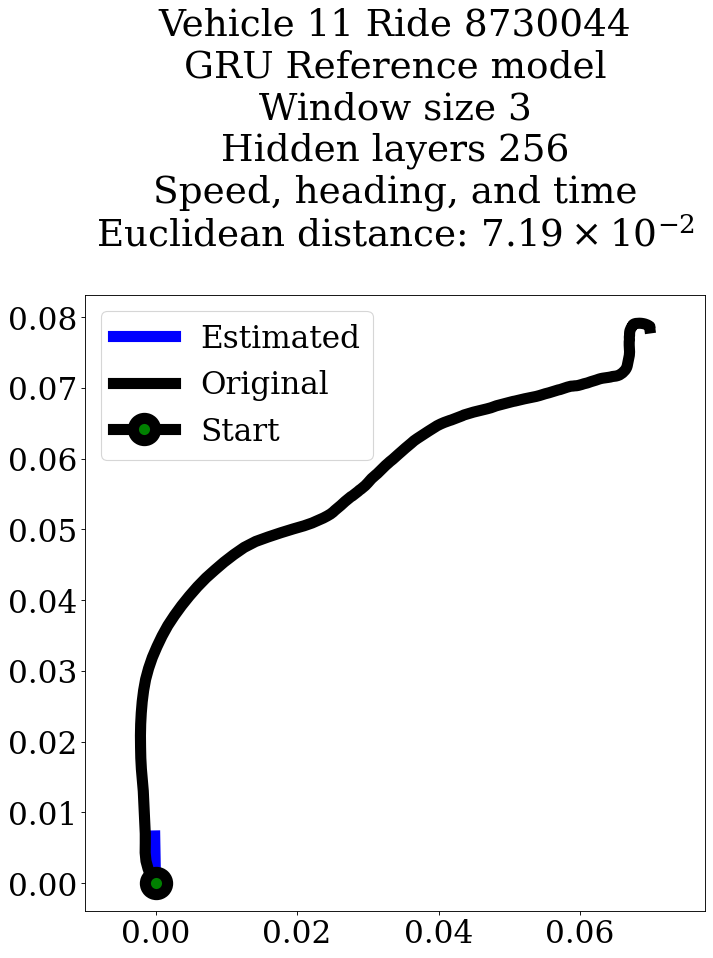 Vehicle 11 Ride 8730044
GRU Reference model
Window size 3
Hidden layers 256
Speed, heading, and time
Euclidean distance: 7.19 × 10⁻²
Estimated
Original
Start
0.08
0.07
0.06
0.05
0.04
0.03
0.02
0.01
0.00
0.00 0.02 0.04 0.06